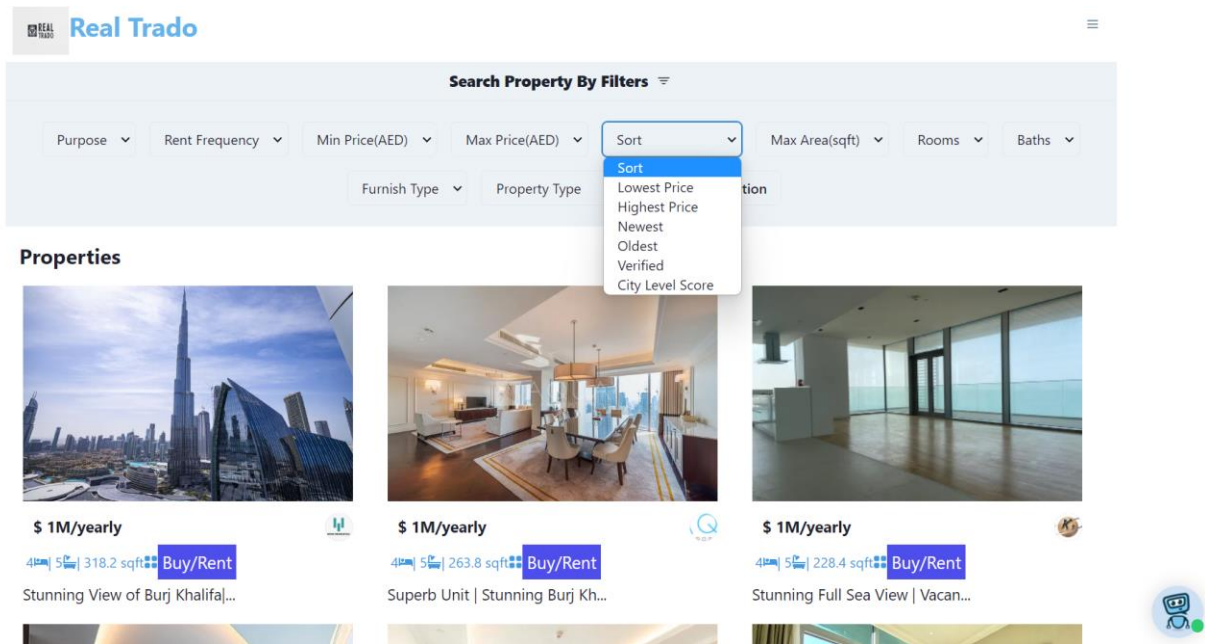 REAL TRADO
Real Trado
Search Property By Filters
Purpose Rent Frequency Min Price(AED) Max Price(AED) Sort Max Area(sqft) Rooms Baths
Furnish Type Property Type tion
Sort
Lowest Price
Highest Price
Newest
Oldest
Verified
City Level Score
Properties
$ 1M/yearly $ 1M/yearly $ 1M/yearly
4 | 5 | 318.2 sqft Buy/Rent 4 | 5 | 263.8 sqft Buy/Rent 4 | 5 | 228.4 sqft Buy/Rent
Stunning View of Burj Khalifa|... Superb Unit | Stunning Burj Kh... Stunning Full Sea View | Vacan...